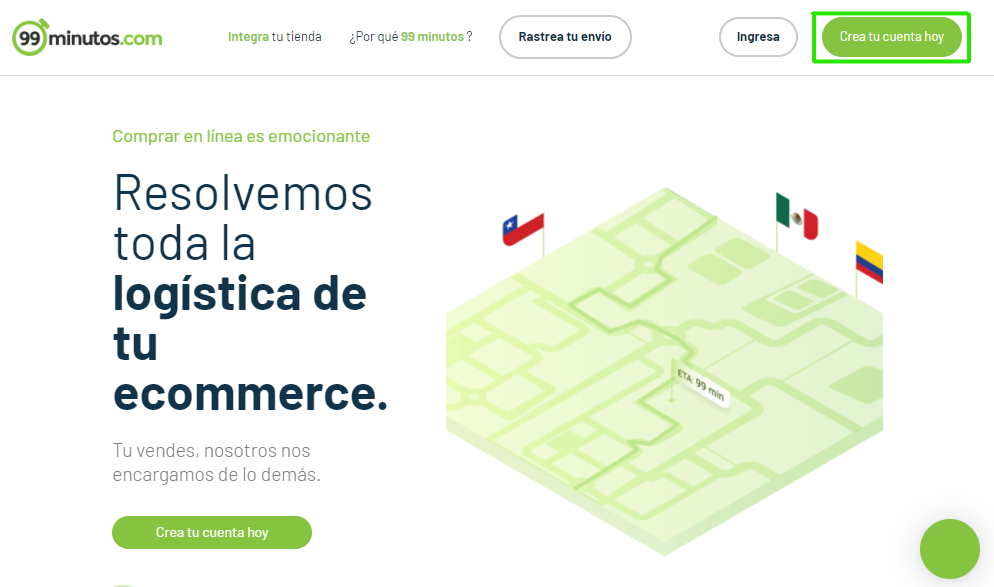 99minutos.com
Integra tu tienda
¿Por qué 99 minutos ?
Rastrea tu envío
Ingresa
Crea tu cuenta hoy
Comprar en línea es emocionante
Resolvemos
toda la
logística de
tu
ecommerce.
ETA: 99 min
Tu vendes, nosotros nos
encargamos de lo demás.
Crea tu cuenta hoy